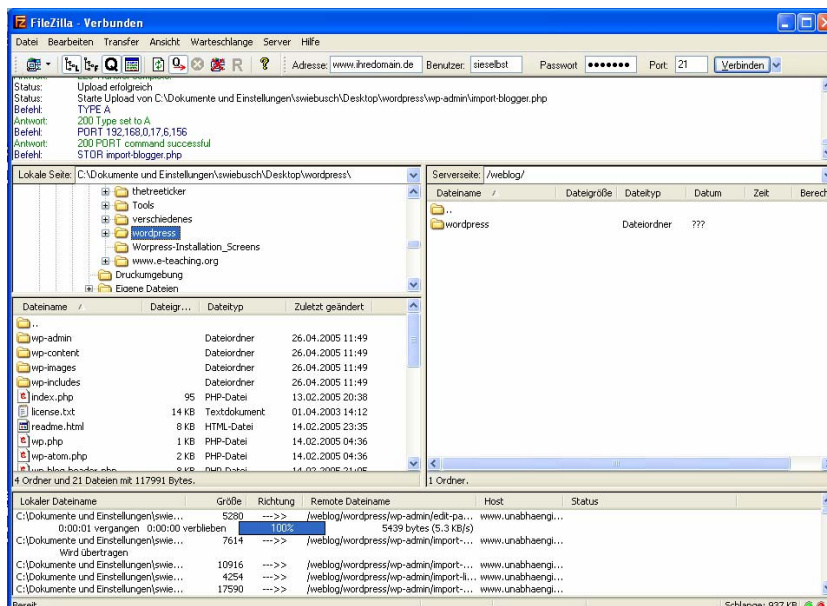 FileZilla - Verbunden
Datei Bearbeiten Transfer Ansicht Warteschlange Server Hilfe
Adresse: www.ihredomain.de Benutzer: sieselbst Passwort ●●●●●●● Port: 21 Verbinden
Status: Upload erfolgreich
Status: Starte Upload von C:\Dokumente und Einstellungen\swiebusch\Desktop\wordpress\wp-admin\import-blogger.php
Befehl: TYPE A
Antwort: 200 Type set to A
Befehl: PORT 192,168,0,17,6,156
Antwort: 200 PORT command successful
Befehl: STOR import-blogger.php
Lokale Seite: C:\Dokumente und Einstellungen\swiebusch\Desktop\wordpress\
thetreeticker
Tools
verschiedenes
wordpress
Worpress-Installation_Screens
www.e-teaching.org
Druckumgebung
Eigene Dateien
Dateiname Dateigr... Dateityp Zuletzt geändert
..
wp-admin Dateiordner 26.04.2005 11:49
wp-content Dateiordner 26.04.2005 11:49
wp-images Dateiordner 26.04.2005 11:49
wp-includes Dateiordner 26.04.2005 11:49
index.php 95 PHP-Datei 13.02.2005 20:38
license.txt 14 KB Textdokument 01.04.2003 14:12
readme.html 8 KB HTML-Datei 14.02.2005 23:35
wp.php 1 KB PHP-Datei 14.02.2005 04:36
wp-atom.php 2 KB PHP-Datei 14.02.2005 04:36
wp-blog-header.php 8 KB PHP-Datei 14.02.2005
4 Ordner und 21 Dateien mit 117991 Bytes.
Serverseite: /weblog/
Dateiname Dateigröße Dateityp Datum Zeit Berech
..
wordpress Dateiordner ???
1 Ordner.
Lokaler Dateiname Größe Richtung Remote Dateiname Host Status
C:\Dokumente und Einstellungen\swie... 5280 --->> /weblog/wordpress/wp-admin/edit-pa... www.unabhaengi...
0:00:01 vergangen 0:00:00 verblieben 100% 5439 bytes (5.3 KB/s)
C:\Dokumente und Einstellungen\swie... 7614 --->> /weblog/wordpress/wp-admin/import-... www.unabhaengi...
Wird übertragen
C:\Dokumente und Einstellungen\swie... 10916 --->> /weblog/wordpress/wp-admin/import-... www.unabhaengi...
C:\Dokumente und Einstellungen\swie... 4254 --->> /weblog/wordpress/wp-admin/import-li... www.unabhaengi...
C:\Dokumente und Einstellungen\swie... 17590 --->> /weblog/wordpress/wp-admin/import-... www.unabhaengi...
Bereit Schlange: 937 KB